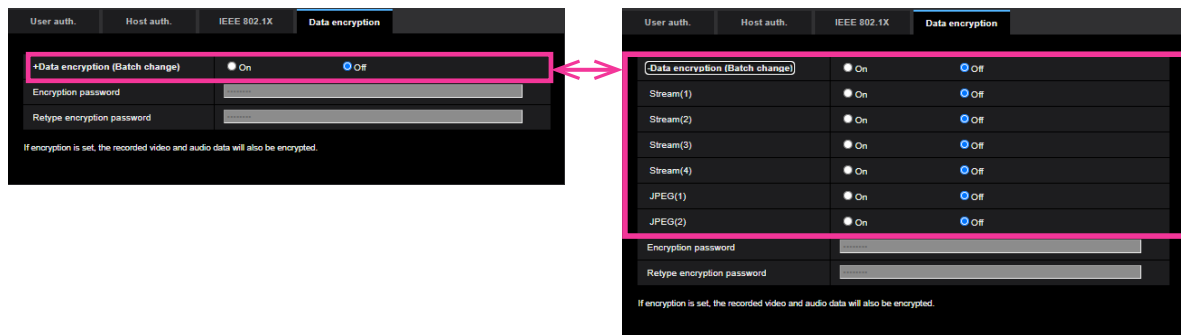 User auth. Host auth. IEEE 802.1X Data encryption
+Data encryption (Batch change) On Off
Encryption password --------
Retype encryption password --------
If encryption is set, the recorded video and audio data will also be encrypted.
User auth. Host auth. IEEE 802.1X Data encryption
-Data encryption (Batch change) On Off
Stream(1) On Off
Stream(2) On Off
Stream(3) On Off
Stream(4) On Off
JPEG(1) On Off
JPEG(2) On Off
Encryption password --------
Retype encryption password --------
If encryption is set, the recorded video and audio data will also be encrypted.